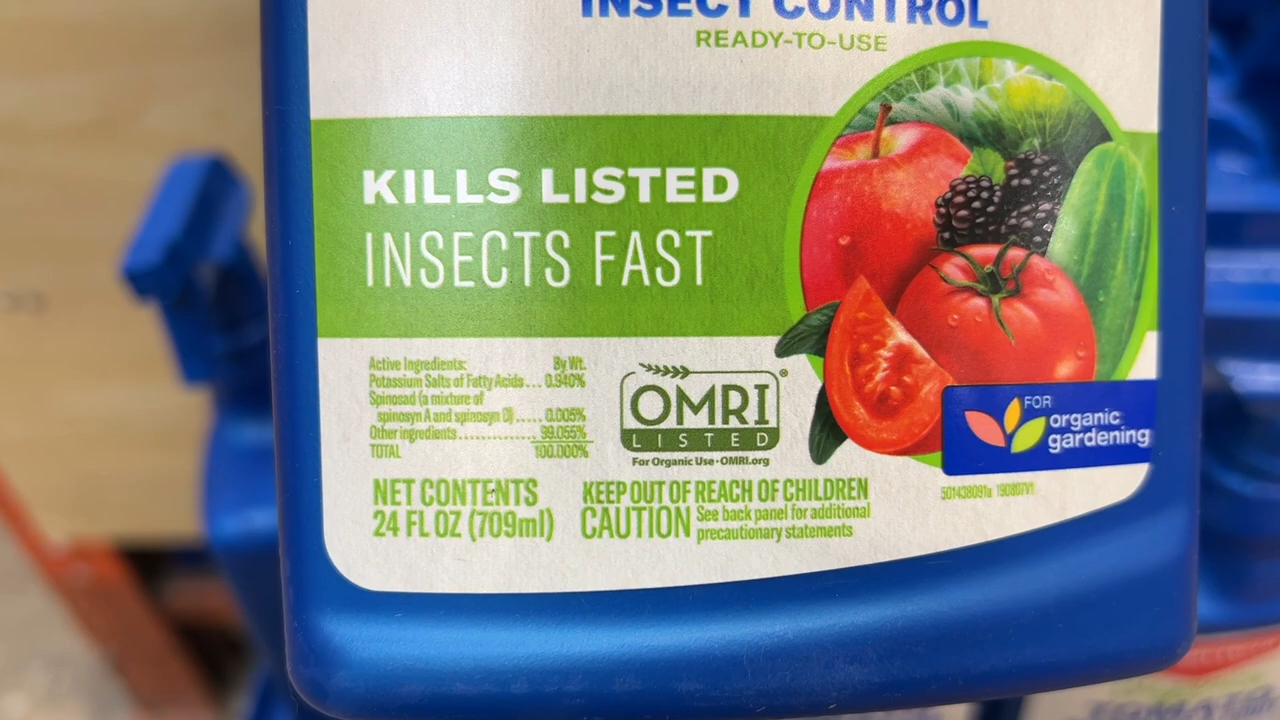 INSECT CONTROL
READY-TO-USE
KILLS LISTED
INSECTS FAST
Active Ingredients: By Wt.
Potassium Salts of Fatty Acids... 0.940%
Spinosad (a mixture of
spinosyn A and spinosyn D)..... 0.005%
Other ingredients.............. 99.055%
TOTAL 100.000%
OMRI®
LISTED
For Organic Use • OMRI.org
FOR
organic
gardening
501438091a 190807V1
NET CONTENTS
24 FL OZ (709ml)
KEEP OUT OF REACH OF CHILDREN
CAUTION See back panel for additional
precautionary statements